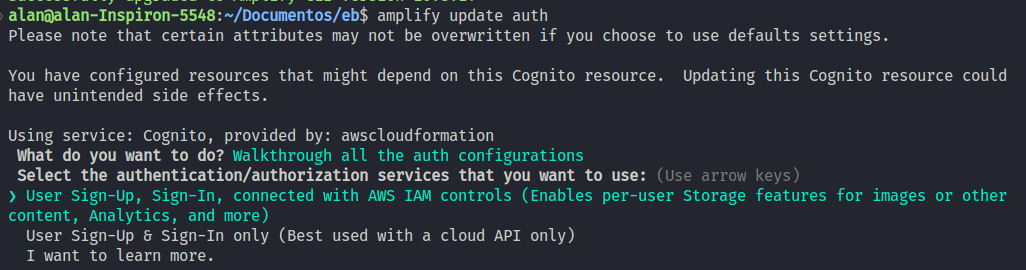 alan@alan-Inspiron-5548:~/Documentos/eb$ amplify update auth
Please note that certain attributes may not be overwritten if you choose to use defaults settings.
You have configured resources that might depend on this Cognito resource.  Updating this Cognito resource could
have unintended side effects.
Using service: Cognito, provided by: awscloudformation
What do you want to do? Walkthrough all the auth configurations
Select the authentication/authorization services that you want to use: (Use arrow keys)
❯ User Sign-Up, Sign-In, connected with AWS IAM controls (Enables per-user Storage features for images or other
content, Analytics, and more)
User Sign-Up & Sign-In only (Best used with a cloud API only)
I want to learn more.